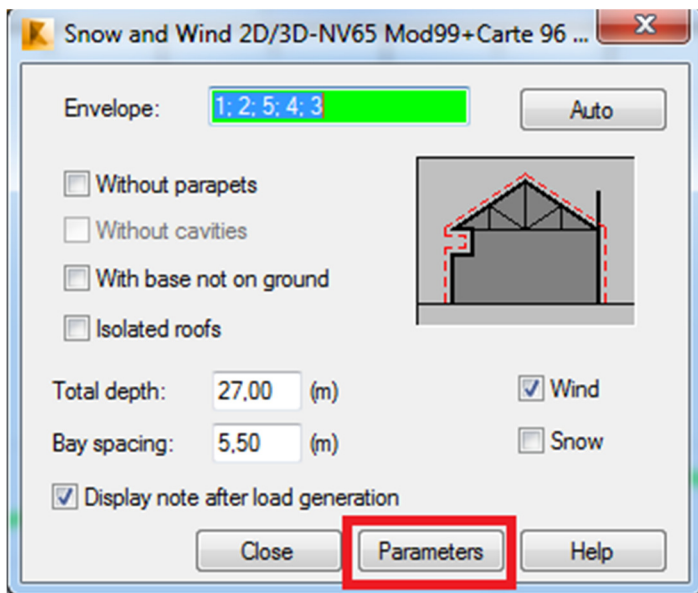 Snow and Wind 2D/3D-NV65 Mod99+Carte 96 ...
Envelope: 1; 2; 5; 4; 3 Auto
Without parapets
Without cavities
With base not on ground
Isolated roofs
Total depth: 27,00 (m) Wind
Bay spacing: 5,50 (m) Snow
Display note after load generation
Close Parameters Help